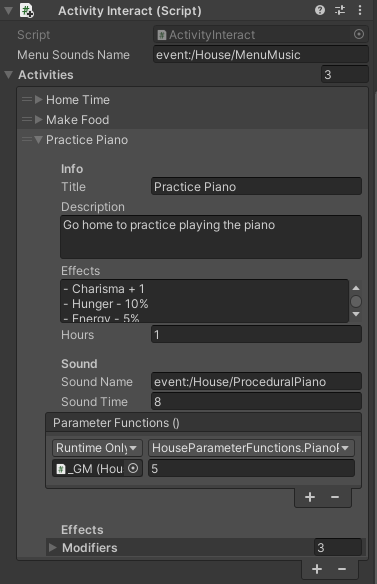 Activity Interact (Script)
Script ActivityInteract
Menu Sounds Name event:/House/MenuMusic
Activities 3
Home Time
Make Food
Practice Piano
Info
Title Practice Piano
Description
Go home to practice playing the piano
Effects
- Charisma + 1
- Hunger - 10%
- Energy - 5%
Hours 1
Sound
Sound Name event:/House/ProceduralPiano
Sound Time 8
Parameter Functions ()
Runtime Only HouseParameterFunctions.PianoP
_GM (Hou 5
+ -
Effects
Modifiers 3
+ -